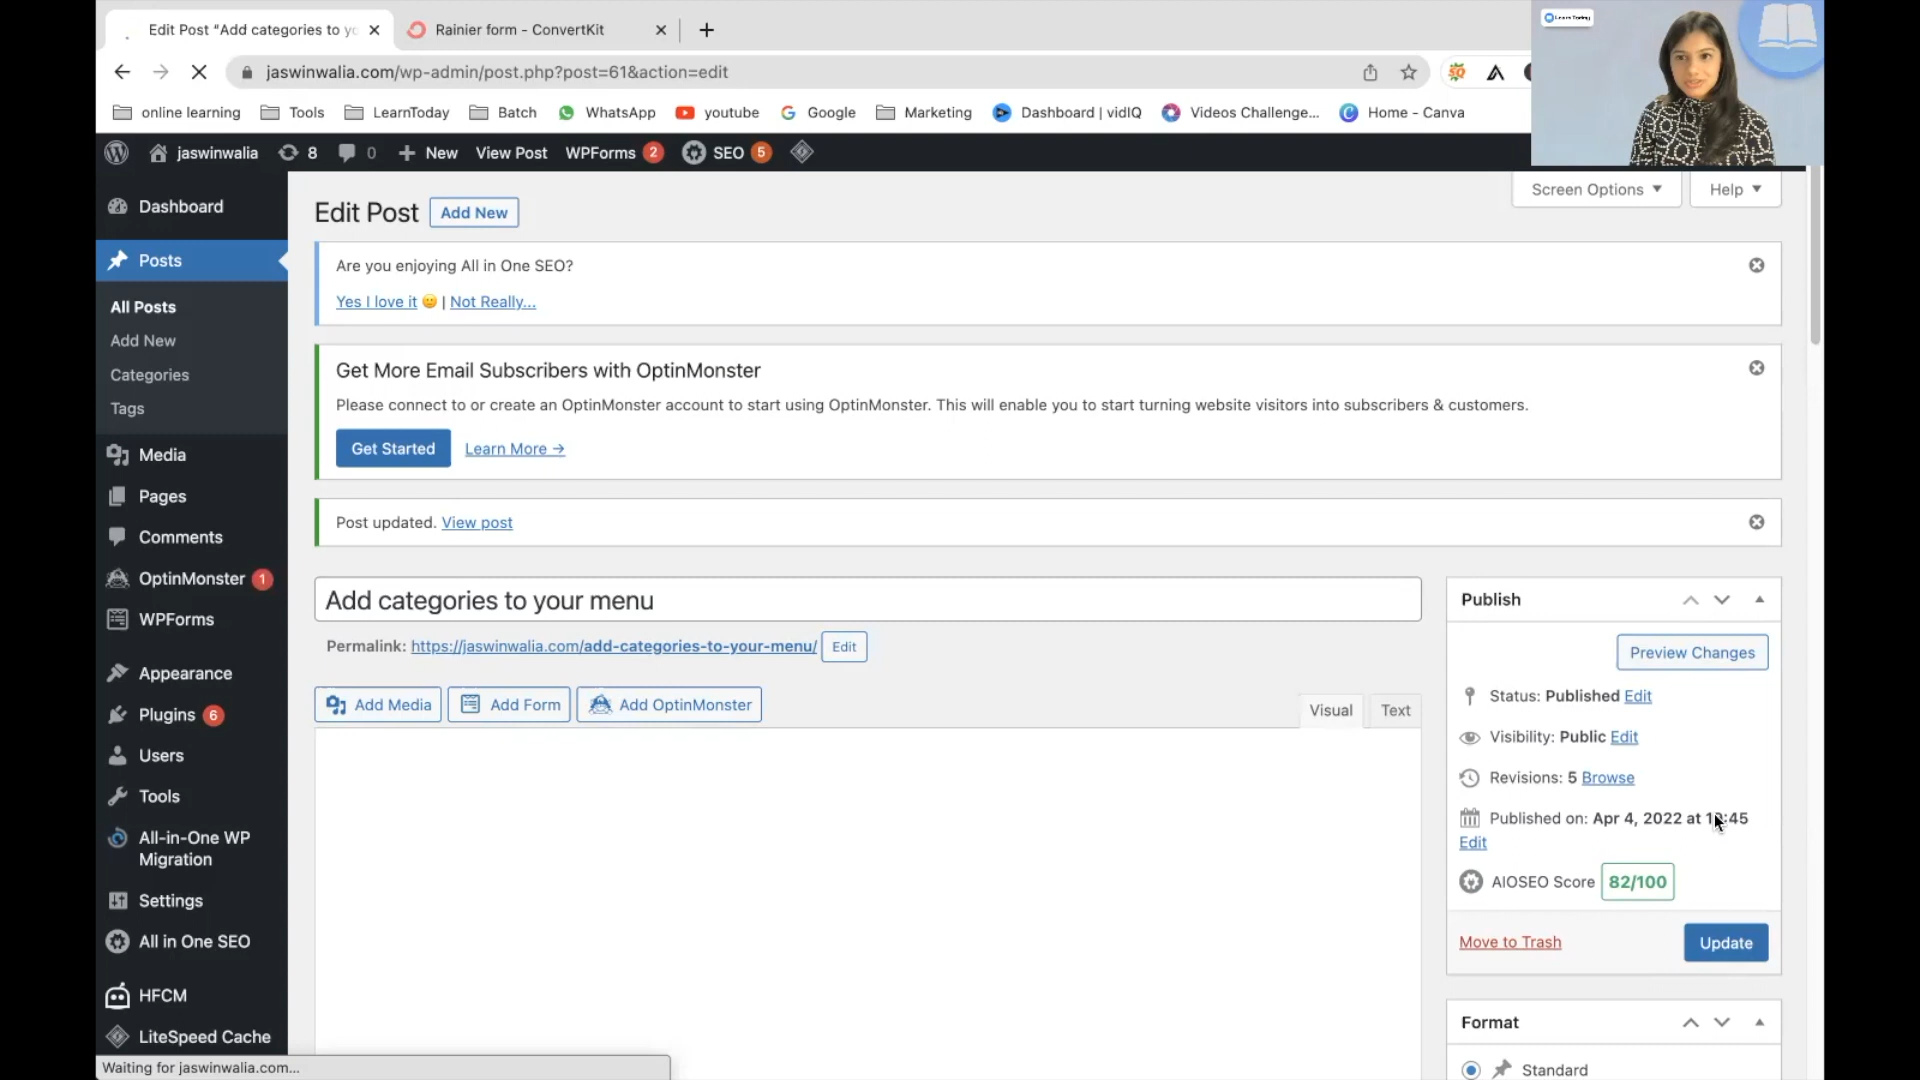 Edit Post “Add categories to yo
Rainier form - ConvertKit
Learn Today
jaswinwalia.com/wp-admin/post.php?post=61&action=edit
online learning
Tools
LearnToday
Batch
WhatsApp
youtube
Google
Marketing
Dashboard | vidIQ
Videos Challenge...
Home - Canva
jaswinwalia
8
0
New
View Post
WPForms 2
SEO 5
Screen Options
Help
Dashboard
Posts
All Posts
Add New
Categories
Tags
Media
Pages
Comments
OptinMonster 1
WPForms
Appearance
Plugins 6
Users
Tools
All-in-One WP
Migration
Settings
All in One SEO
HFCM
LiteSpeed Cache
Waiting for jaswinwalia.com...
Edit Post
Add New
Are you enjoying All in One SEO?
Yes I love it 🙂 | Not Really...
Get More Email Subscribers with OptinMonster
Please connect to or create an OptinMonster account to start using OptinMonster. This will enable you to start turning website visitors into subscribers & customers.
Get Started
Learn More →
Post updated. View post
Add categories to your menu
Permalink: https://jaswinwalia.com/add-categories-to-your-menu/ Edit
Add Media
Add Form
Add OptinMonster
Visual
Text
Publish
Preview Changes
Status: Published Edit
Visibility: Public Edit
Revisions: 5 Browse
Published on: Apr 4, 2022 at
Edit
AIOSEO Score 82/100
Move to Trash
Update
Format
Standard